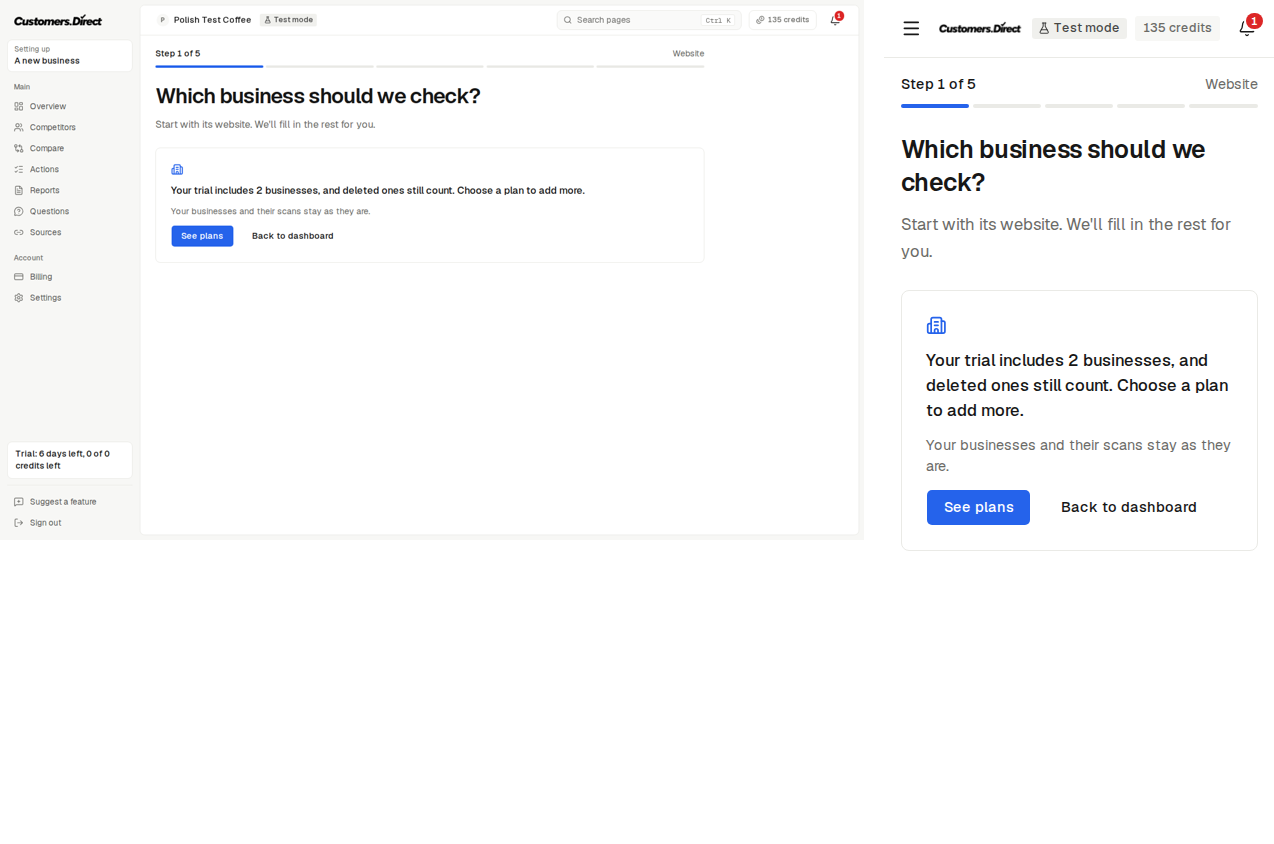 Customers.Direct
Setting up
A new business
Main
Overview
Competitors
Compare
Actions
Reports
Questions
Sources
Account
Billing
Settings
Trial: 6 days left, 0 of 0
credits left
Suggest a feature
Sign out
P Polish Test Coffee Test mode Search pages Ctrl K 135 credits 1
Step 1 of 5 Website
Which business should we check?
Start with its website. We'll fill in the rest for you.
Your trial includes 2 businesses, and deleted ones still count. Choose a plan to add more.
Your businesses and their scans stay as they are.
See plans Back to dashboard
Customers.Direct Test mode 135 credits 1
Step 1 of 5 Website
Which business should we
check?
Start with its website. We'll fill in the rest for
you.
Your trial includes 2 businesses, and
deleted ones still count. Choose a plan
to add more.
Your businesses and their scans stay as they
are.
See plans Back to dashboard